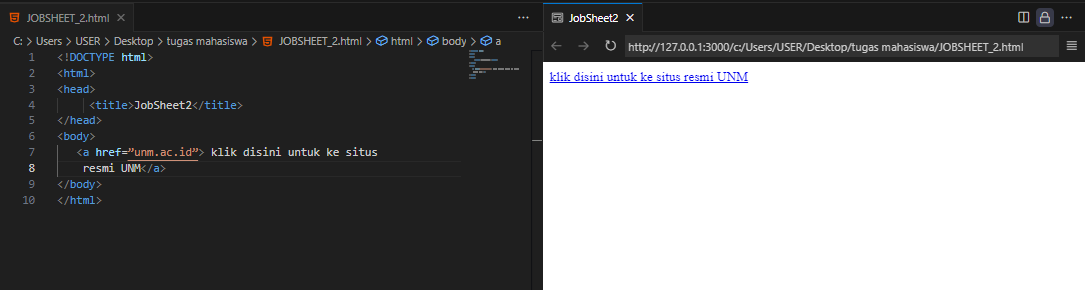 JOBSHEET_2.html
C: > Users > USER > Desktop > tugas mahasiswa > JOBSHEET_2.html > html > body > a
1 <!DOCTYPE html>
2 <html>
3 <head>
4 <title>JobSheet2</title>
5 </head>
6 <body>
7 <a href=”unm.ac.id”> klik disini untuk ke situs
8 resmi UNM</a>
9 </body>
10 </html>
JobSheet2
http://127.0.0.1:3000/c:/Users/USER/Desktop/tugas mahasiswa/JOBSHEET_2.html
klik disini untuk ke situs resmi UNM